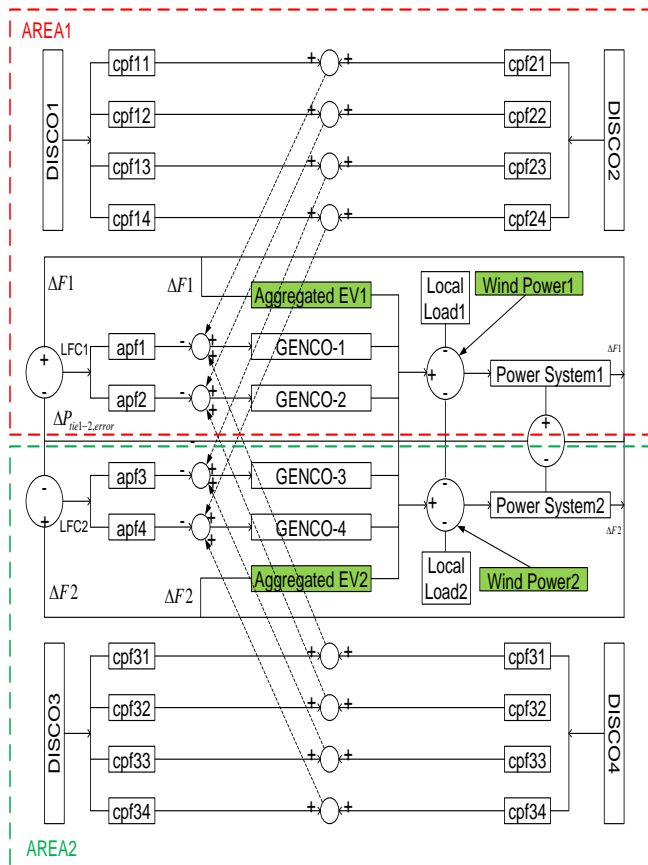 AREA1
DISCO1
cpf11
cpf12
cpf13
cpf14
+ +
+ +
+ +
+ +
cpf21
cpf22
cpf23
cpf24
DISCO2
ΔF1
ΔF1
Aggregated EV1
Local Load1
Wind Power1
LFC1
+
-
apf1
apf2
-
+
+
-
+
+
GENCO-1
GENCO-2
-
+
-
Power System1
ΔF1
ΔP tie1-2,error
-
+
-
-
+
LFC2
apf3
apf4
-
+
+
-
+
+
GENCO-3
GENCO-4
-
+
-
Power System2
ΔF2
ΔF2
ΔF2
Aggregated EV2
Local Load2
Wind Power2
DISCO3
cpf31
cpf32
cpf33
cpf34
+ +
+ +
+ +
+ +
cpf31
cpf32
cpf33
cpf34
DISCO4
AREA2